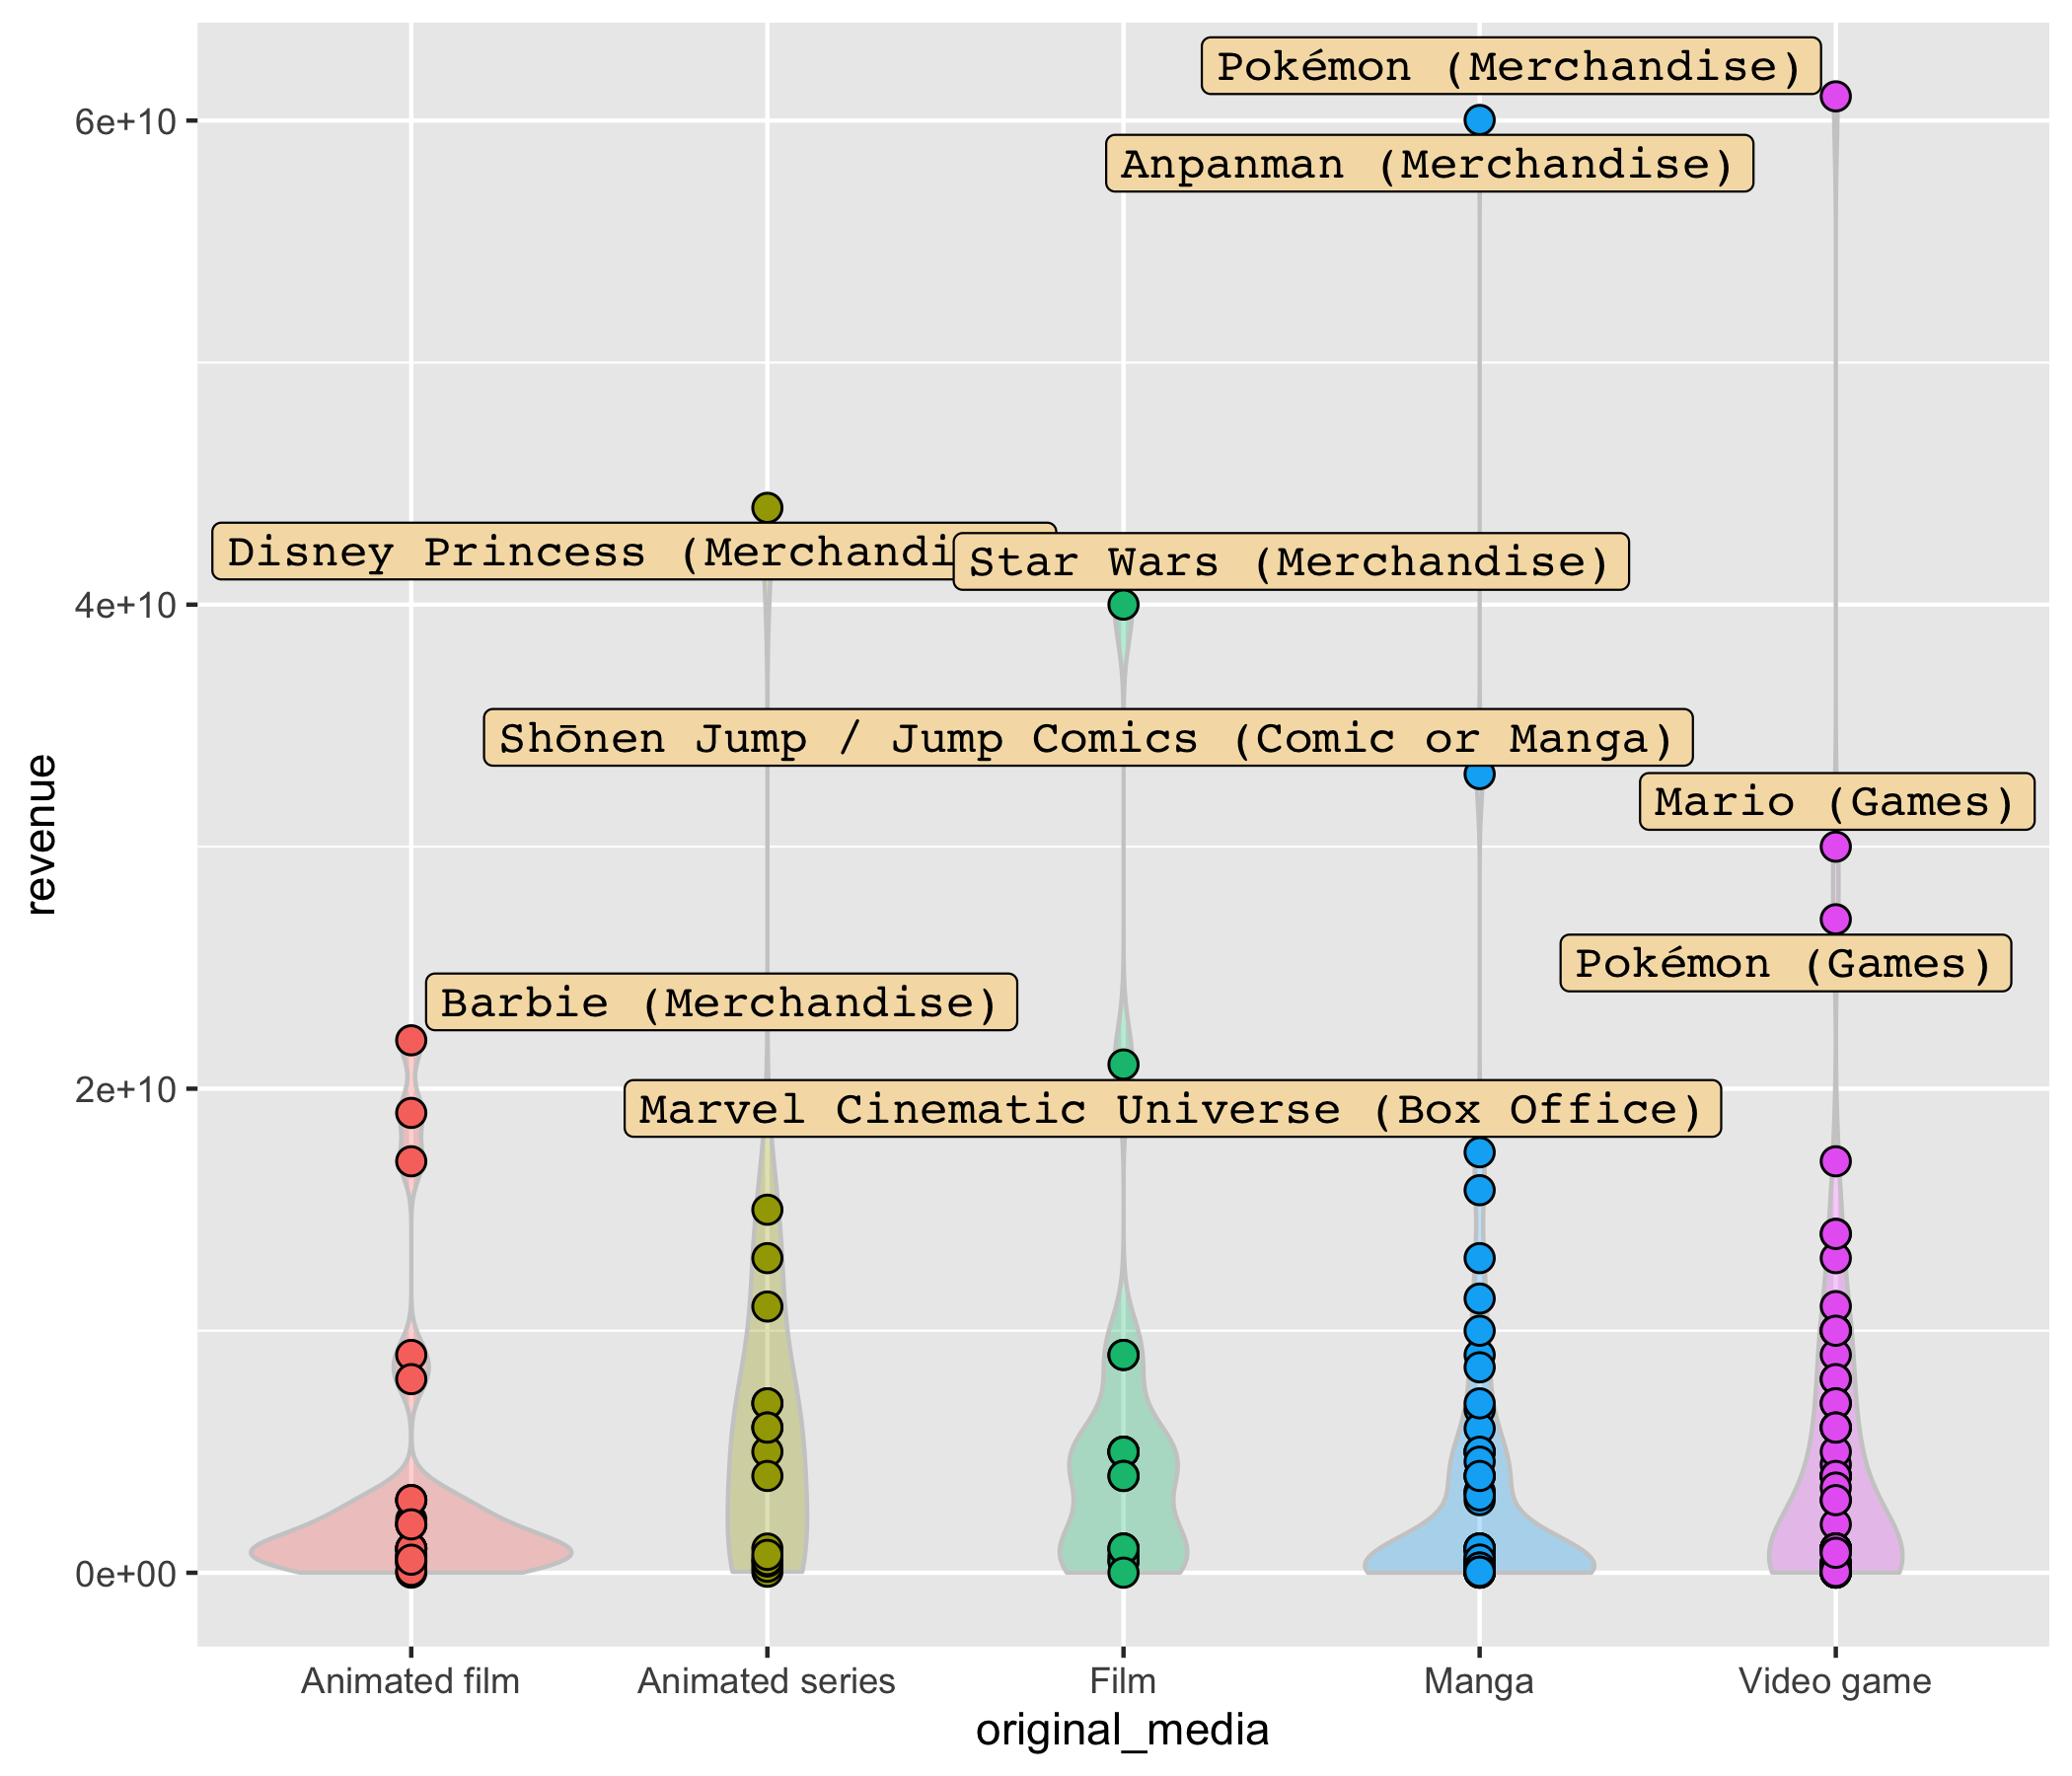 Pokémon (Merchandise)
6e+10
Anpanman (Merchandise)
Disney Princess (Merchandi
Star Wars (Merchandise)
4e+10
Shōnen Jump / Jump Comics (Comic or Manga)
Mario (Games)
revenue
Pokémon (Games)
Barbie (Merchandise)
2e+10
Marvel Cinematic Universe (Box Office)
0e+00
Animated film
Animated series
Film
Manga
Video game
original_media